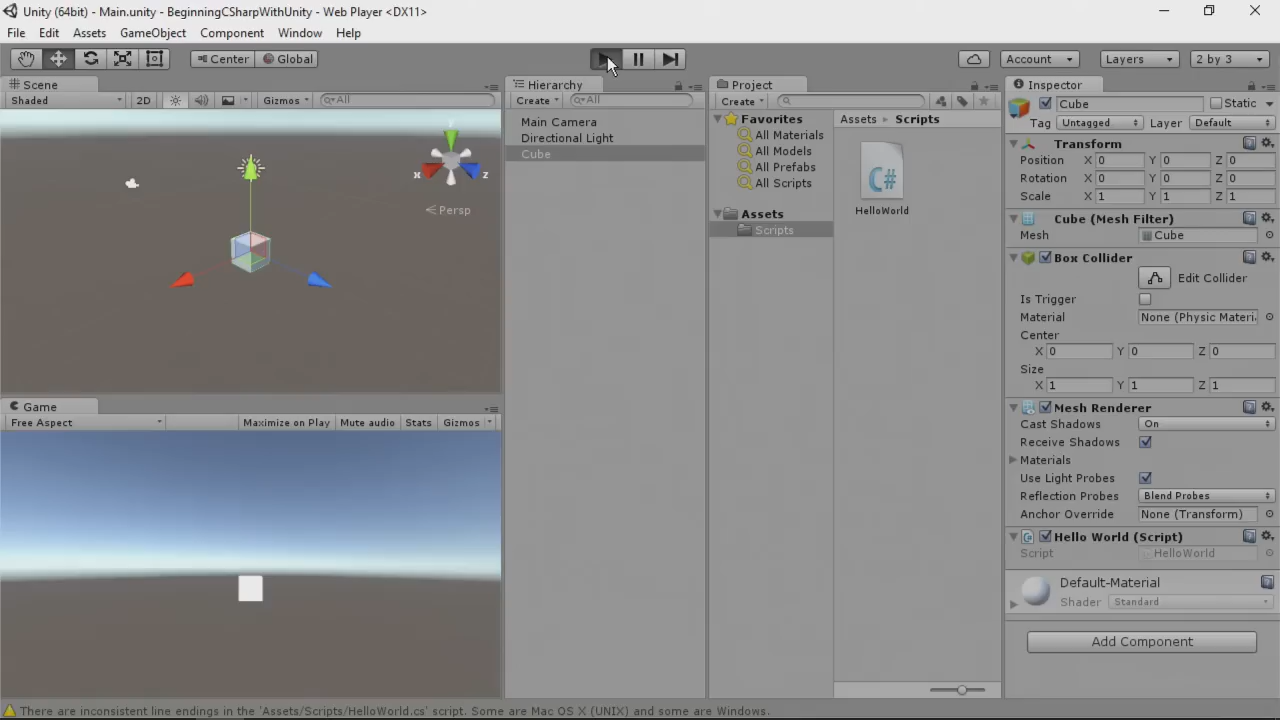 Unity (64bit) - Main.unity - BeginningCSharpWithUnity - Web Player <DX11>
File Edit Assets GameObject Component Window Help
Center Global Account Layers 2 by 3
Scene
Shaded 2D Gizmos All
x z
Persp
Game
Free Aspect Maximize on Play Mute audio Stats Gizmos
Hierarchy
Create All
Main Camera
Directional Light
Cube
Project
Create
Favorites
All Materials
All Models
All Prefabs
All Scripts
Assets
Scripts
Assets Scripts
C#
HelloWorld
Inspector
Cube Static
Tag Untagged Layer Default
Transform
Position X 0 Y 0 Z 0
Rotation X 0 Y 0 Z 0
Scale X 1 Y 1 Z 1
Cube (Mesh Filter)
Mesh Cube
Box Collider
Edit Collider
Is Trigger
Material None (Physic Materi
Center
X 0 Y 0 Z 0
Size
X 1 Y 1 Z 1
Mesh Renderer
Cast Shadows On
Receive Shadows
Materials
Use Light Probes
Reflection Probes Blend Probes
Anchor Override None (Transform)
Hello World (Script)
Script HelloWorld
Default-Material
Shader Standard
Add Component
There are inconsistent line endings in the 'Assets/Scripts/HelloWorld.cs' script. Some are Mac OS X (UNIX) and some are Windows.